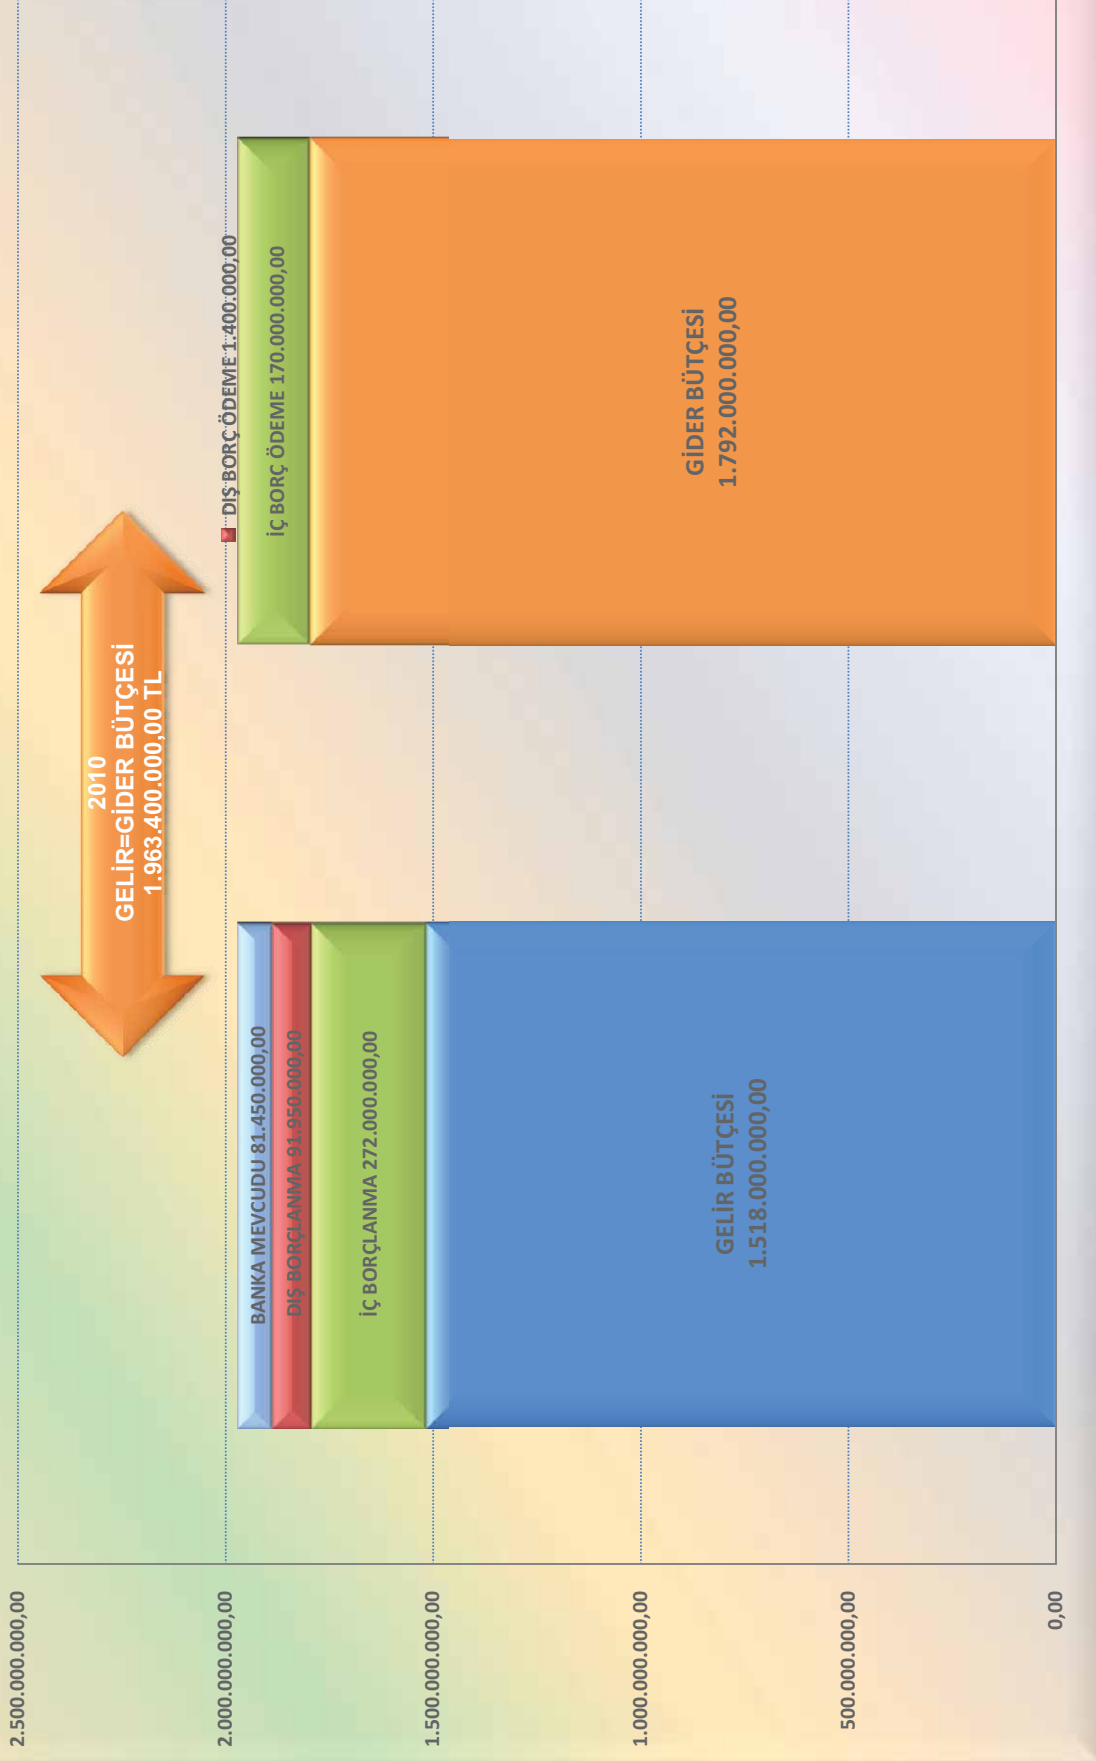 2010
GELİR=GİDER BÜTÇESİ
1.963.400.000,00 TL
2.500.000.000,00
2.000.000.000,00
1.500.000.000,00
1.000.000.000,00
500.000.000,00
0,00
BANKA MEVCUDU 81.450.000,00
DIŞ BORÇLANMA 91.950.000,00
İÇ BORÇLANMA 272.000.000,00
GELİR BÜTÇESİ
1.518.000.000,00
DIŞ BORÇ ÖDEME 1.400.000,00
İÇ BORÇ ÖDEME 170.000.000,00
GİDER BÜTÇESİ
1.792.000.000,00